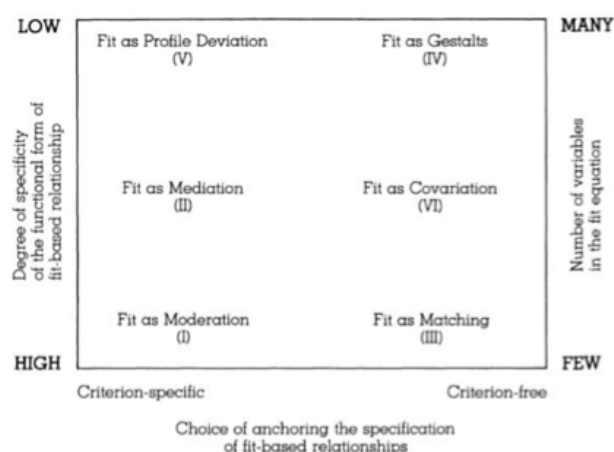 LOW
Fit as Profile Deviation
(V)
Fit as Gestalts
(IV)
MANY
Degree of specificity
of the functional form of
fit-based relationship
Fit as Mediation
(II)
Fit as Covariation
(VI)
Number of variables
in the fit equation
Fit as Moderation
(I)
Fit as Matching
(III)
HIGH
FEW
Criterion-specific
Criterion-free
Choice of anchoring the specification
of fit-based relationships